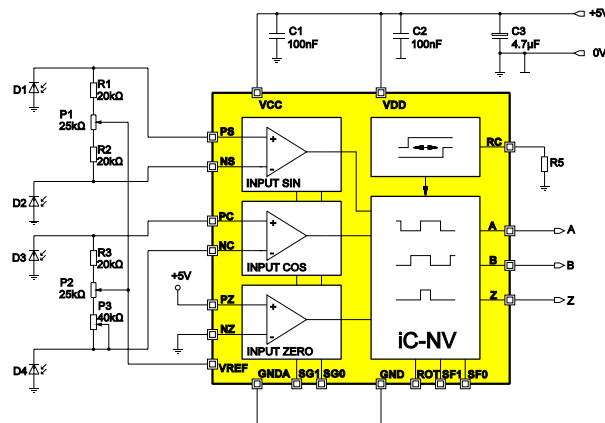 +5V
C1
100nF
C2
100nF
C3
4.7µF
0V
D1
R1
20kΩ
P1
25kΩ
R2
20kΩ
D2
D3
R3
20kΩ
P2
25kΩ
P3
40kΩ
D4
+5V
VCC
VDD
PS
NS
INPUT SIN
PC
NC
INPUT COS
PZ
NZ
INPUT ZERO
VREF
RC
R5
A
A
B
B
Z
Z
iC-NV
GNDA
SG1
SG0
GND
ROT
SF1
SF0